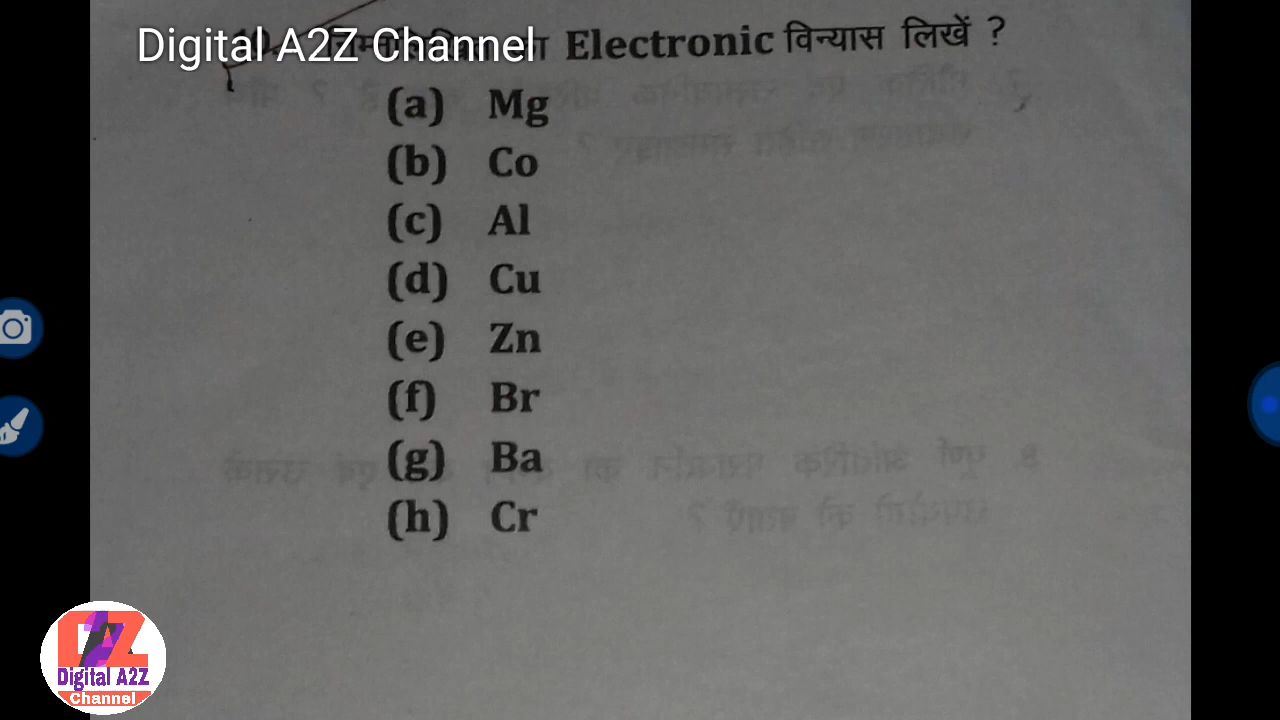 Digital A2Z Channel Electronic विन्यास लिखें ?
(a) Mg
(b) Co
(c) Al
(d) Cu
(e) Zn
(f) Br
(g) Ba
(h) Cr
Digital A2Z
Channel